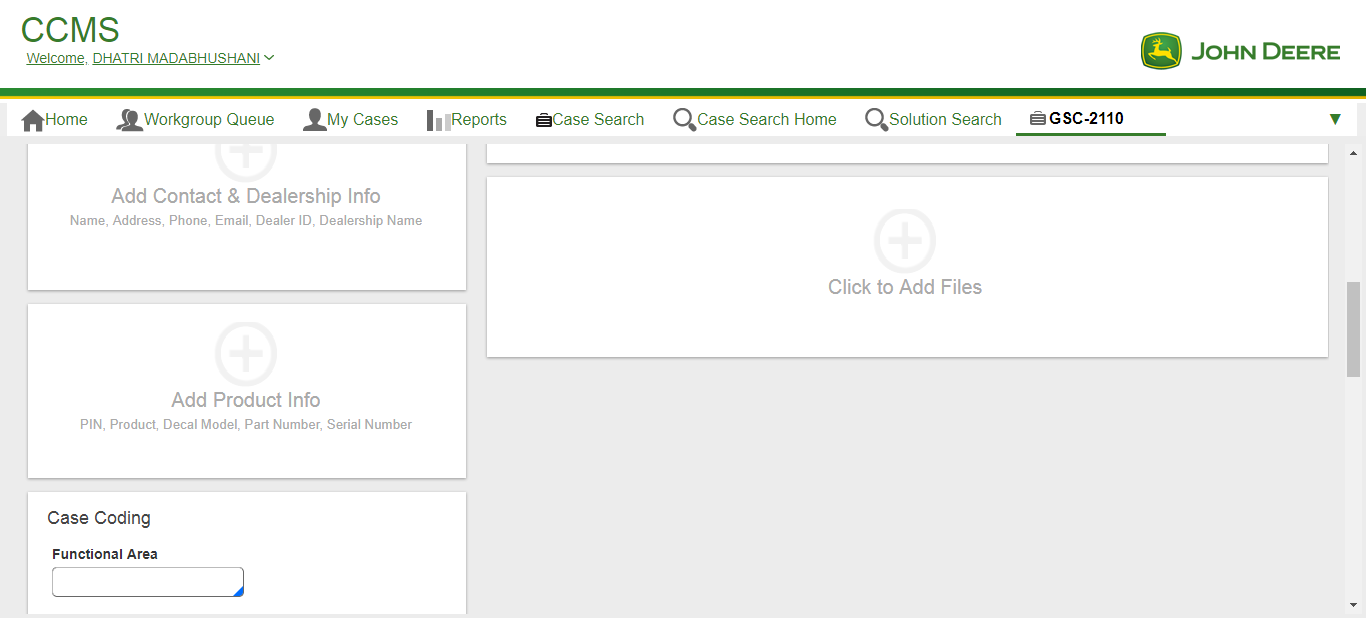 CCMS
Welcome, DHATRI MADABHUSHANI
JOHN DEERE
Home
Workgroup Queue
My Cases
Reports
Case Search
Case Search Home
Solution Search
GSC-2110
Add Contact & Dealership Info
Name, Address, Phone, Email, Dealer ID, Dealership Name
Click to Add Files
Add Product Info
PIN, Product, Decal Model, Part Number, Serial Number
Case Coding
Functional Area